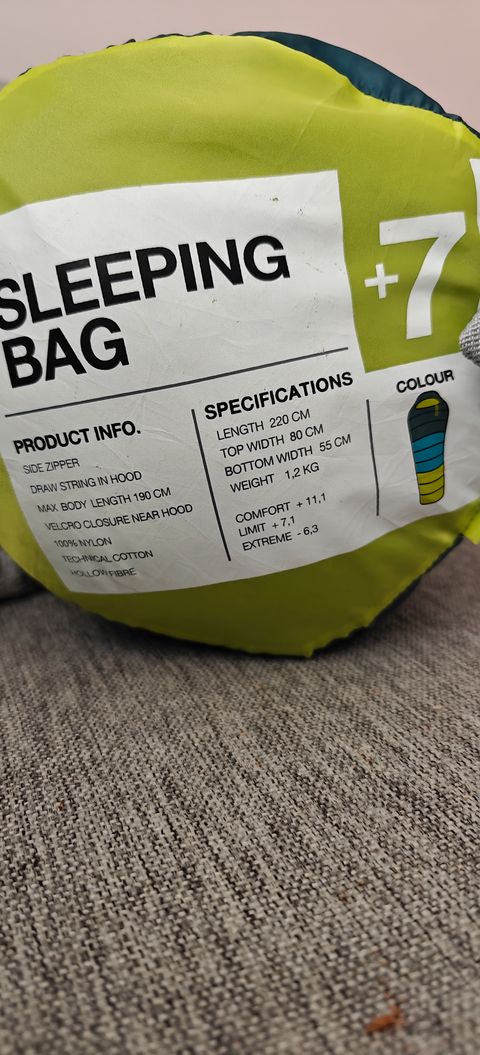 SLEEPING
BAG
+7
PRODUCT INFO.
SIDE ZIPPER
DRAW STRING IN HOOD
MAX BODY LENGTH 190 CM
VELCRO CLOSURE NEAR HOOD
100% NYLON
TECHNICAL COTTON
HOLLOW FIBRE
SPECIFICATIONS
LENGTH 220 CM
TOP WIDTH 80 CM
BOTTOM WIDTH 55 CM
WEIGHT 1,2 KG
COMFORT +11,1
LIMIT +7,1
EXTREME -6,3
COLOUR